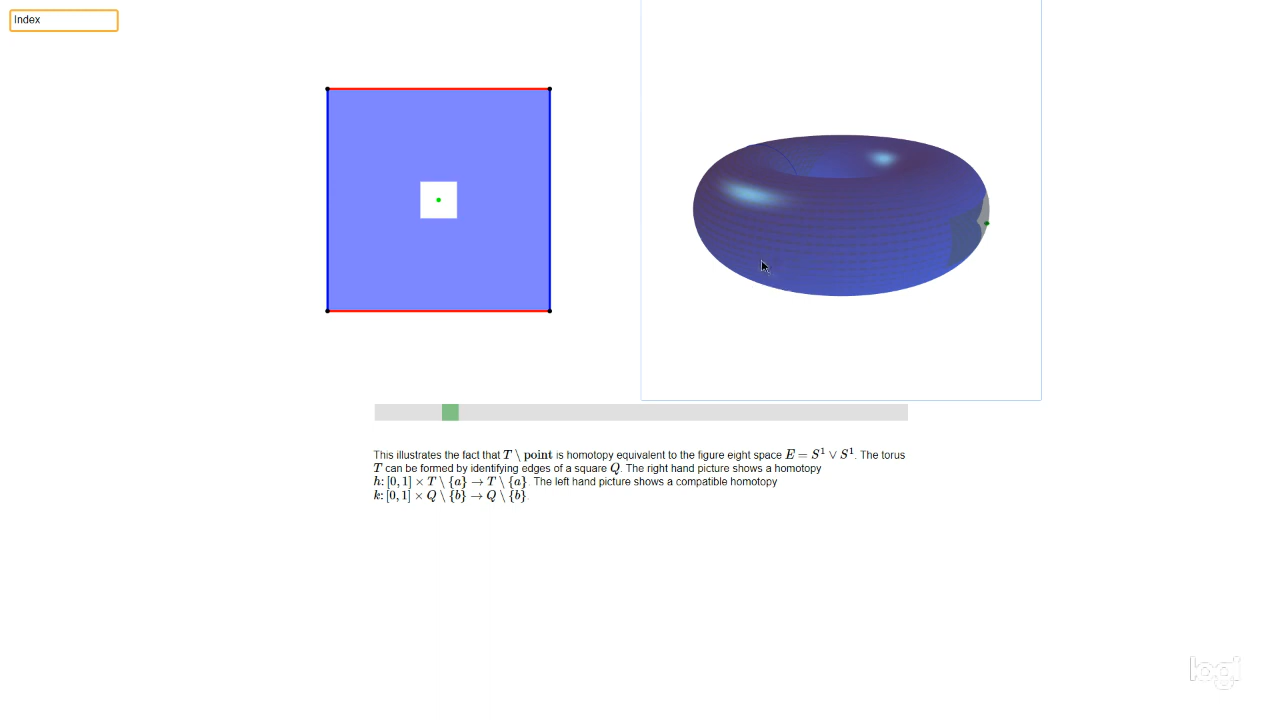 Index
This illustrates the fact that T \ point is homotopy equivalent to the figure eight space E = S¹ ∨ S¹. The torus
T can be formed by identifying edges of a square Q. The right hand picture shows a homotopy
h: [0, 1] × T \ {a} → T \ {a}. The left hand picture shows a compatible homotopy
k: [0, 1] × Q \ {b} → Q \ {b}.
logi